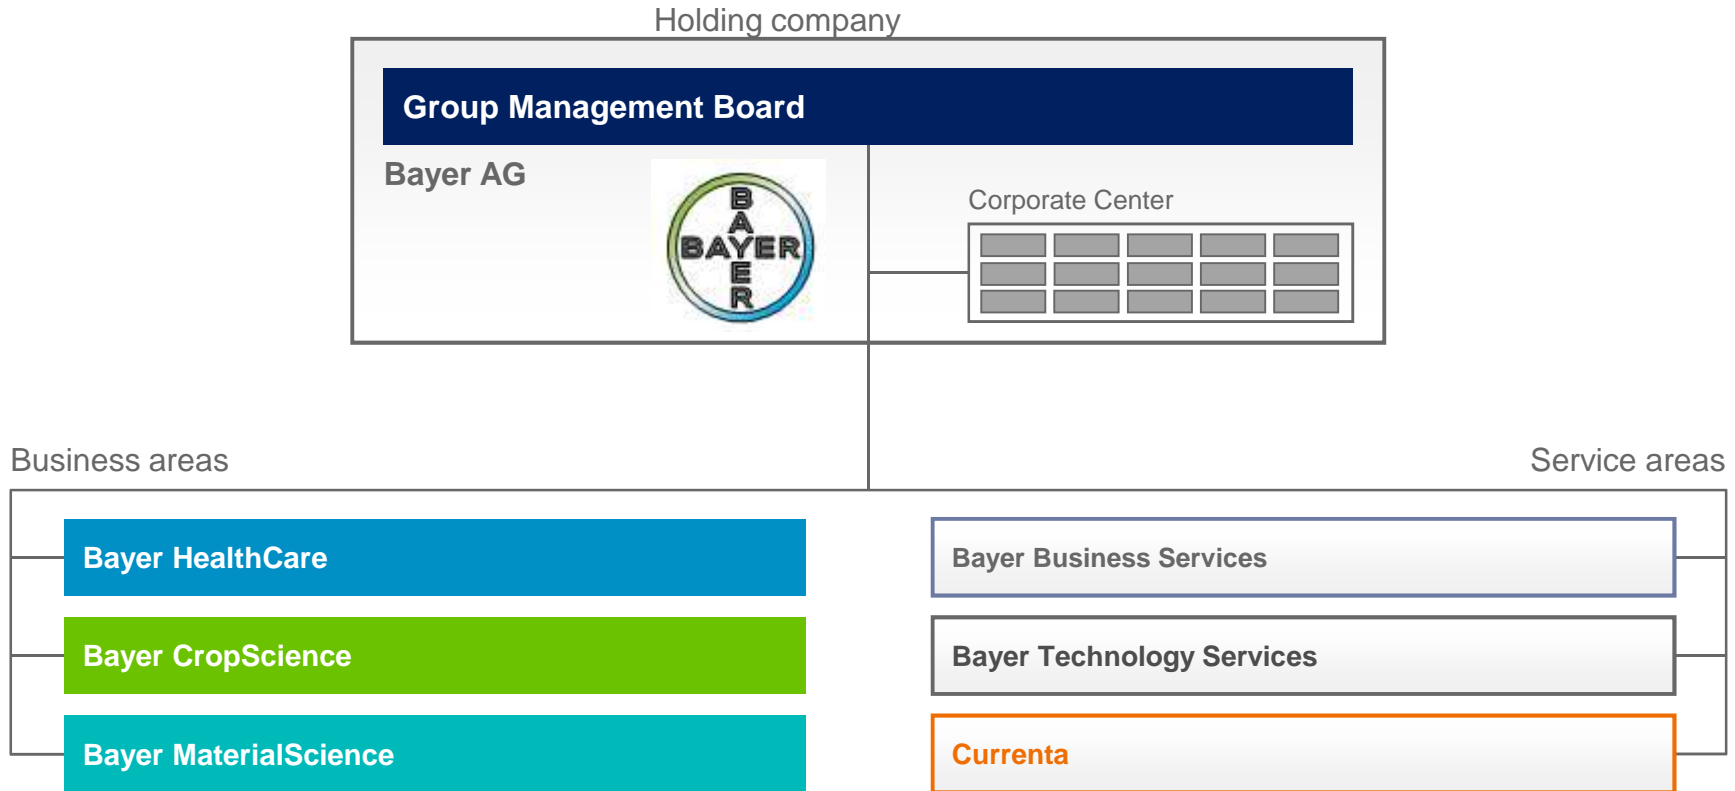 Holding company
Group Management Board
Bayer AG
BAYER
BAYER
Corporate Center
Business areas
Service areas
Bayer HealthCare
Bayer Business Services
Bayer CropScience
Bayer Technology Services
Bayer MaterialScience
Currenta